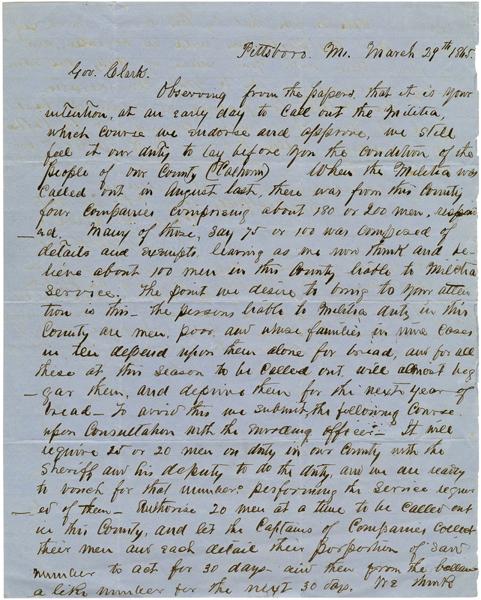 Pittsboro. Mi. March 29th 1865.
Gov. Clark.
Observing from the papers, that it is your
intention, at an early day to call out the Militia,
which course we endorse and approve, we still
feel it our duty to lay before you the condition of the
people of our County (Calhoun) When the Militia was
called out in August last, there was from this County
four companies comprising about 180 or 200 men,
Many of those, say 75 or 100 was composed of
details and exempts, leaving as we now think and be-
lieve about 100 men in this County liable to Militia
service. The point we desire to bring to your atten
tion is this - the persons liable to Militia duty in this
County are men, poor, and whose families in nine cases
in ten depend upon them alone for bread, and for all
these at this season to be called out, will almost beg
-gar them, and deprive them for the next year of
bread - to avoid this we submit the following course.
upon consultation with the enrolling officer - It will
require 25 or 20 men on duty in our County with the
Sheriff and his deputy to do the duty, and we are ready
to vouch for that number performing the service requir
-ed of them - Authorise 20 men at a time to be called out
in this County, and let the Captains of Companies collect
their men and each detail their porportion of said
number to act for 30 days - and then from the ballance
a like number for the next 30 days. We think